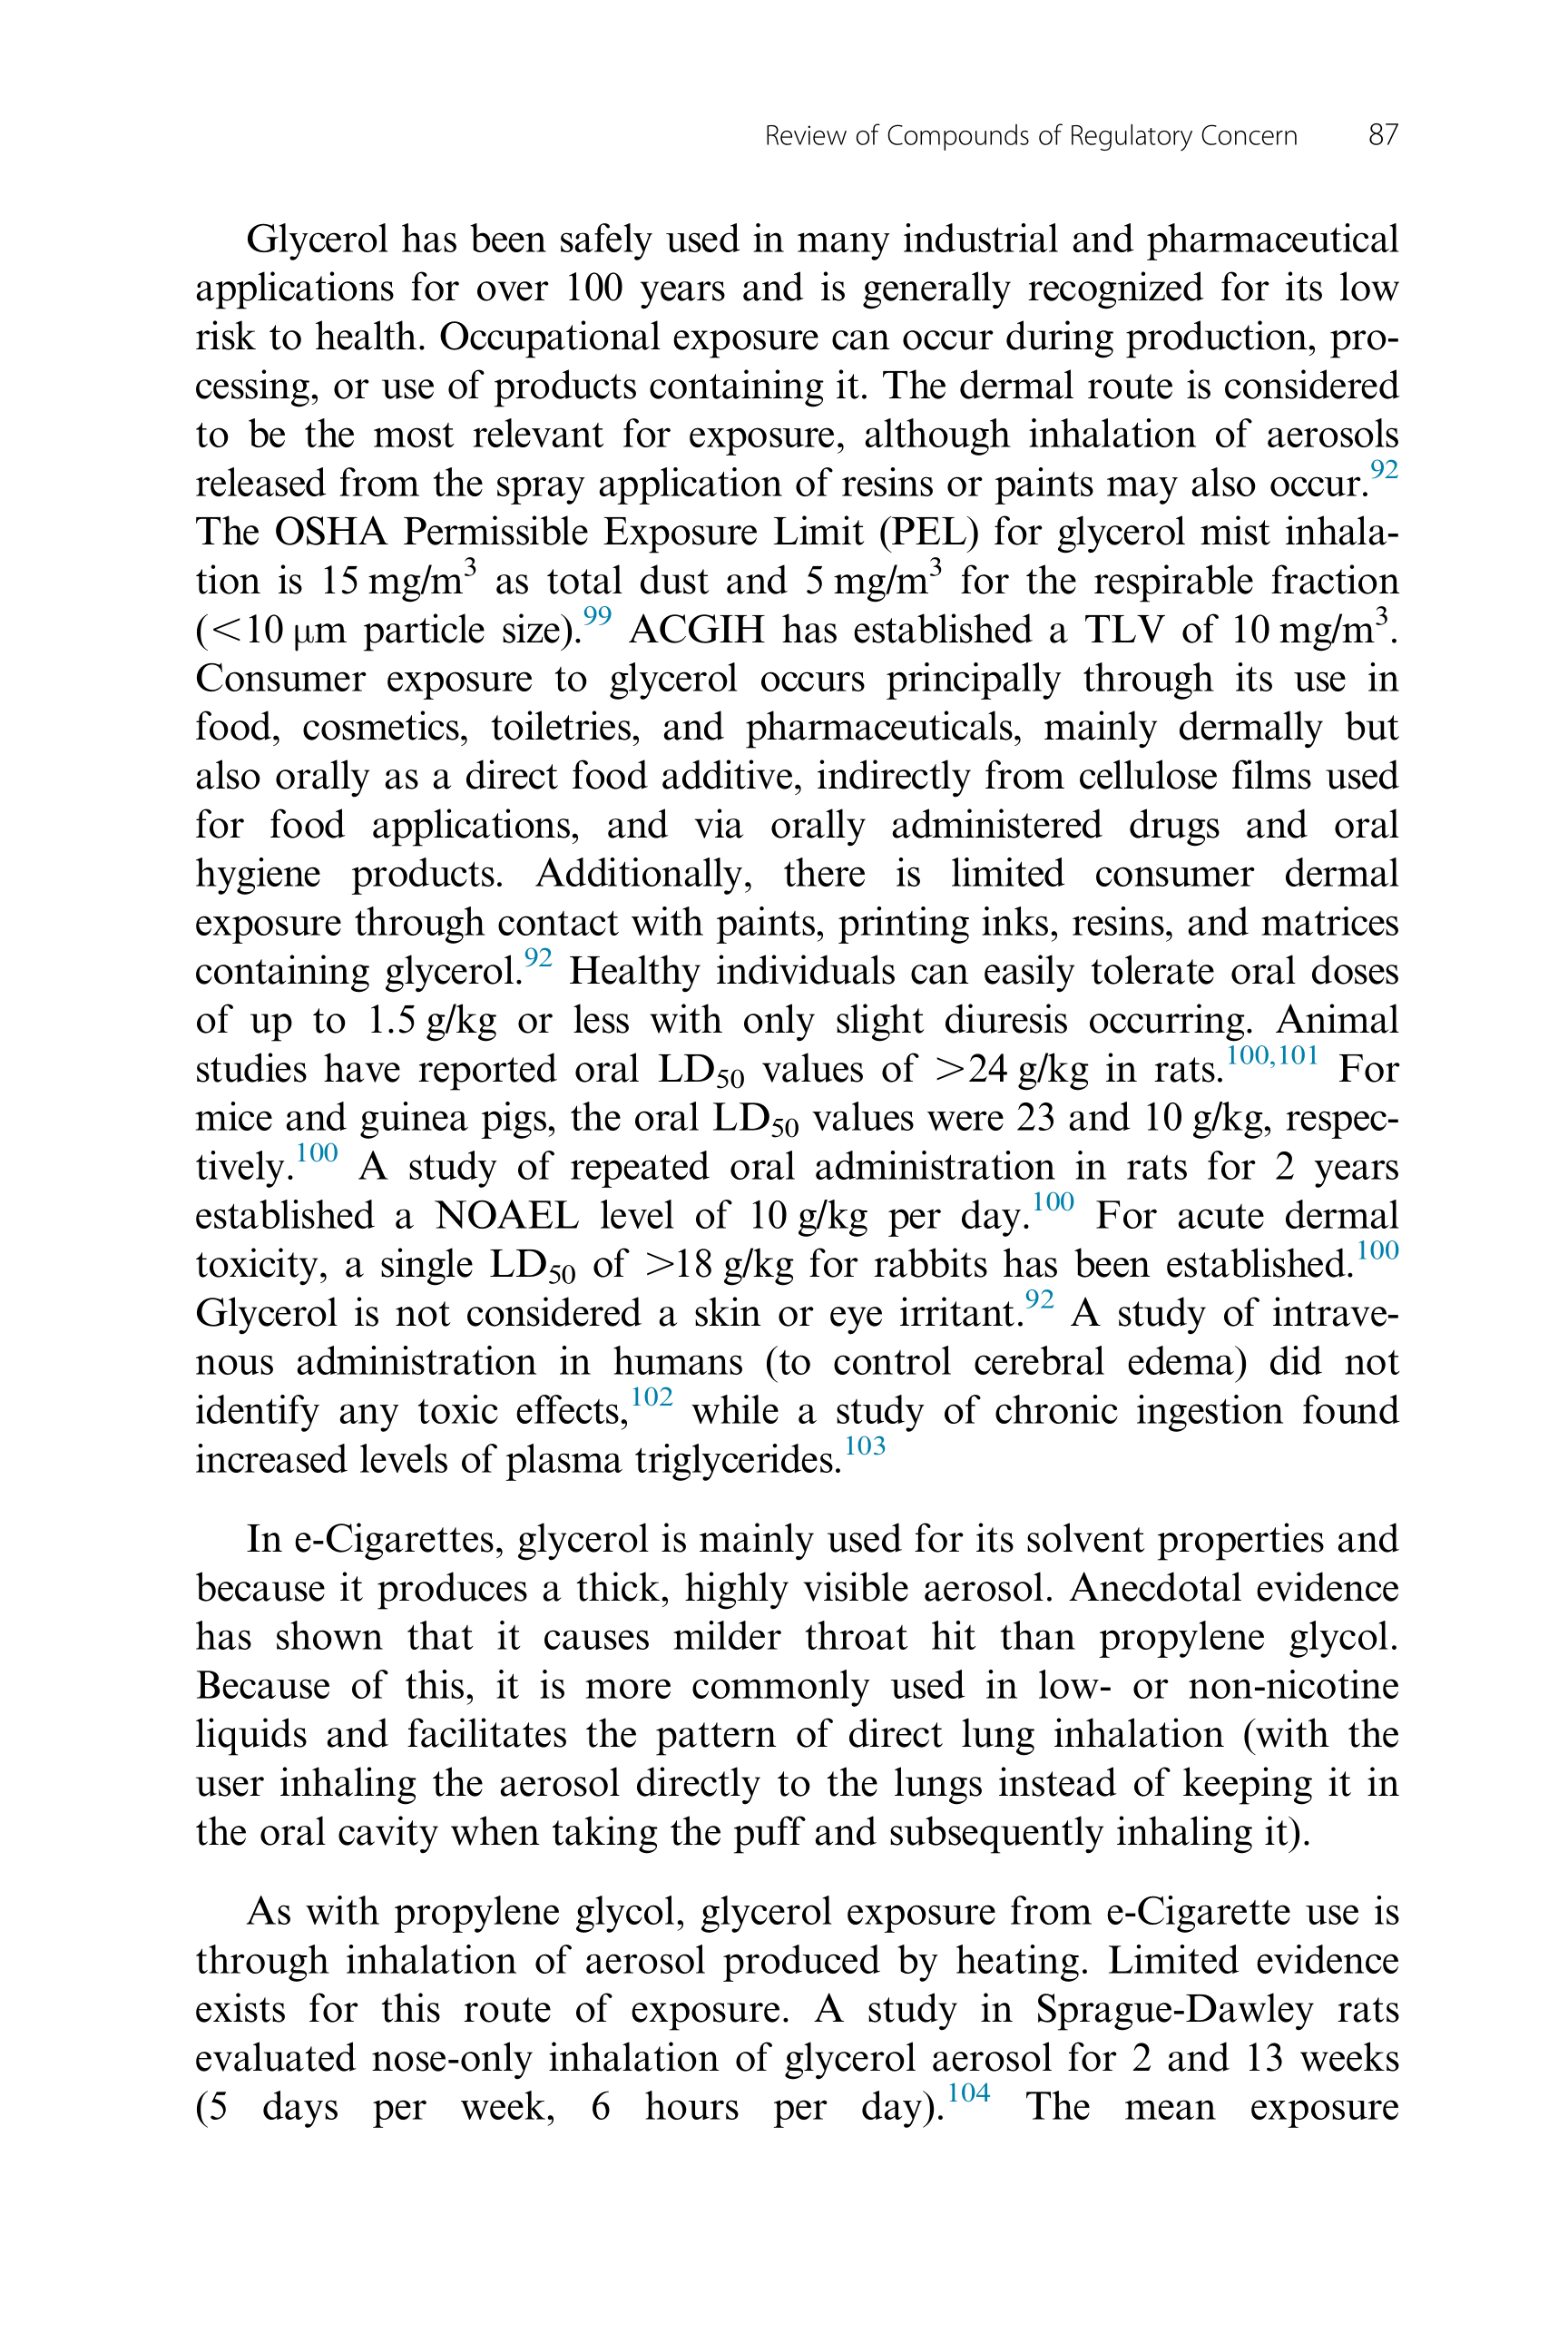 Review of Compounds of Regulatory Concern 87
Glycerol has been safely used in many industrial and pharmaceutical
applications for over 100 years and is generally recognized for its low
risk to health. Occupational exposure can occur during production, pro-
cessing, or use of products containing it. The dermal route is considered
to be the most relevant for exposure, although inhalation of aerosols
released from the spray application of resins or paints may also occur.92
The OSHA Permissible Exposure Limit (PEL) for glycerol mist inhala-
tion is 15 mg/m3 as total dust and 5 mg/m3 for the respirable fraction
(<10 μm particle size).99 ACGIH has established a TLV of 10 mg/m3.
Consumer exposure to glycerol occurs principally through its use in
food, cosmetics, toiletries, and pharmaceuticals, mainly dermally but
also orally as a direct food additive, indirectly from cellulose films used
for food applications, and via orally administered drugs and oral
hygiene products. Additionally, there is limited consumer dermal
exposure through contact with paints, printing inks, resins, and matrices
containing glycerol.92 Healthy individuals can easily tolerate oral doses
of up to 1.5 g/kg or less with only slight diuresis occurring. Animal
studies have reported oral LD50 values of >24 g/kg in rats.100,101 For
mice and guinea pigs, the oral LD50 values were 23 and 10 g/kg, respec-
tively.100 A study of repeated oral administration in rats for 2 years
established a NOAEL level of 10 g/kg per day.100 For acute dermal
toxicity, a single LD50 of >18 g/kg for rabbits has been established.100
Glycerol is not considered a skin or eye irritant.92 A study of intrave-
nous administration in humans (to control cerebral edema) did not
identify any toxic effects,102 while a study of chronic ingestion found
increased levels of plasma triglycerides.103
In e-Cigarettes, glycerol is mainly used for its solvent properties and
because it produces a thick, highly visible aerosol. Anecdotal evidence
has shown that it causes milder throat hit than propylene glycol.
Because of this, it is more commonly used in low- or non-nicotine
liquids and facilitates the pattern of direct lung inhalation (with the
user inhaling the aerosol directly to the lungs instead of keeping it in
the oral cavity when taking the puff and subsequently inhaling it).
As with propylene glycol, glycerol exposure from e-Cigarette use is
through inhalation of aerosol produced by heating. Limited evidence
exists for this route of exposure. A study in Sprague-Dawley rats
evaluated nose-only inhalation of glycerol aerosol for 2 and 13 weeks
(5 days per week, 6 hours per day).104 The mean exposure